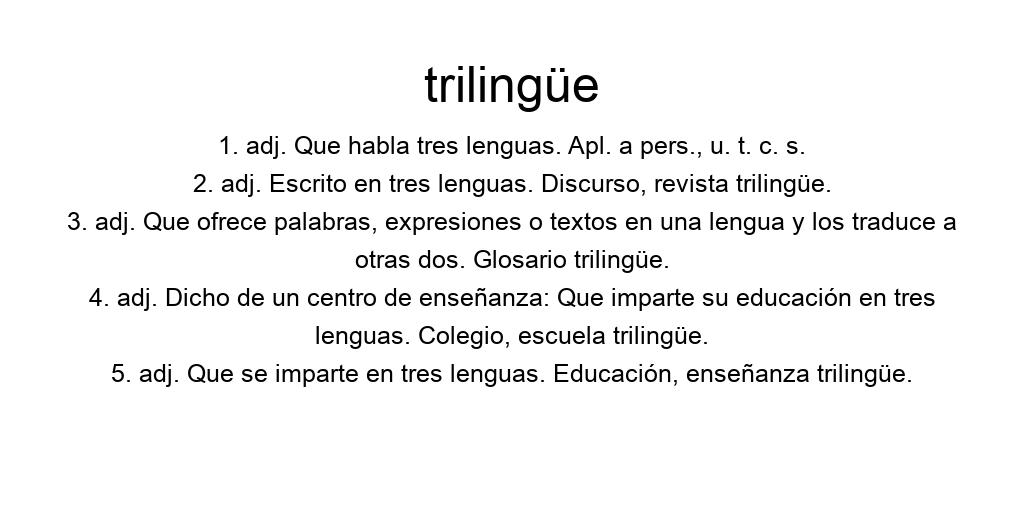 trilingüe
1. adj. Que habla tres lenguas. Apl. a pers., u. t. c. s.
2. adj. Escrito en tres lenguas. Discurso, revista trilingüe.
3. adj. Que ofrece palabras, expresiones o textos en una lengua y los traduce a
otras dos. Glosario trilingüe.
4. adj. Dicho de un centro de enseñanza: Que imparte su educación en tres
lenguas. Colegio, escuela trilingüe.
5. adj. Que se imparte en tres lenguas. Educación, enseñanza trilingüe.